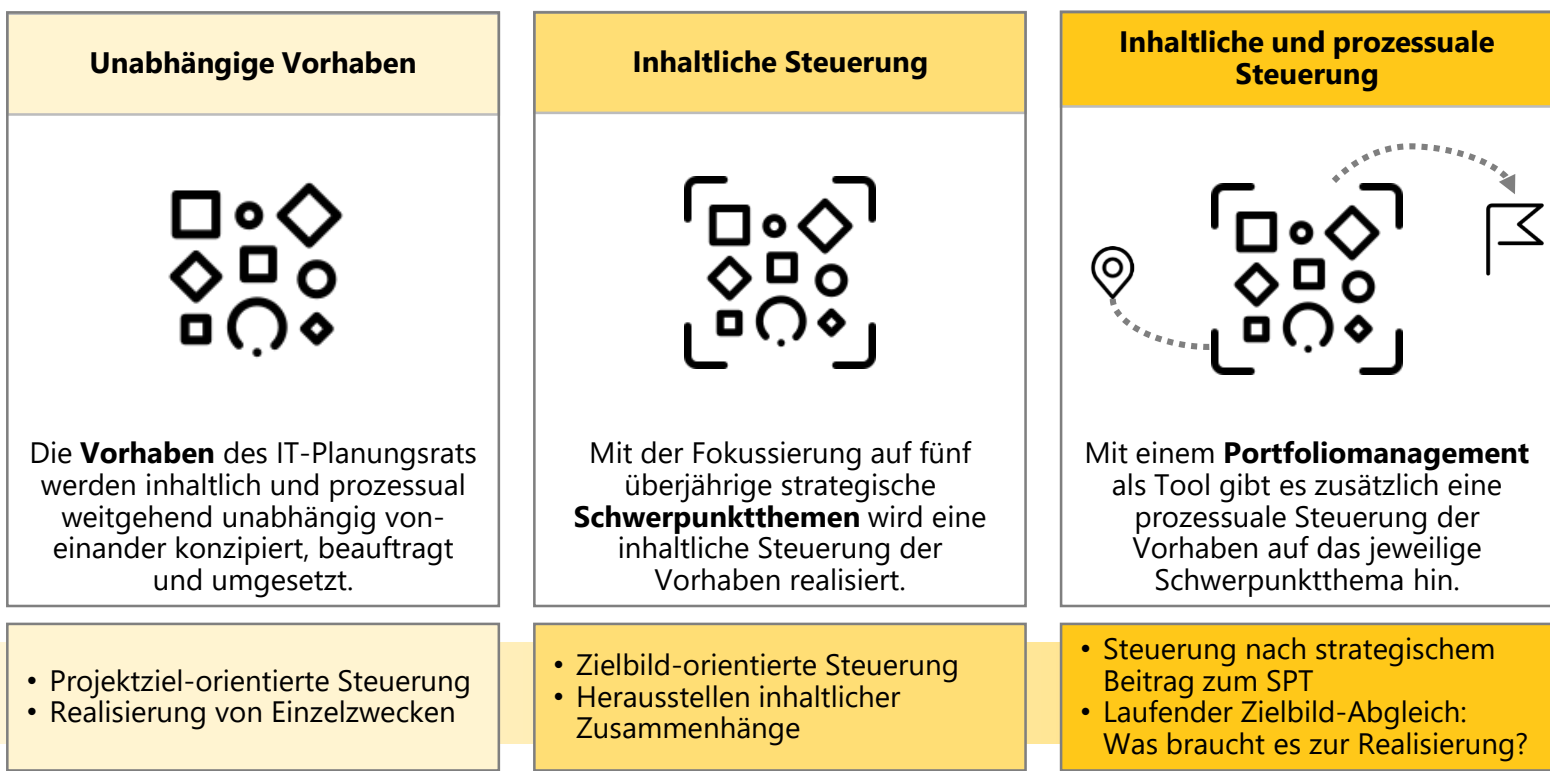 Unabhängige Vorhaben
Die Vorhaben des IT-Planungsrats
werden inhaltlich und prozessual
weitgehend unabhängig von-
einander konzipiert, beauftragt
und umgesetzt.
• Projektziel-orientierte Steuerung
• Realisierung von Einzelzwecken
Inhaltliche Steuerung
Mit der Fokussierung auf fünf
überjährige strategische
Schwerpunktthemen wird eine
inhaltliche Steuerung der
Vorhaben realisiert.
• Zielbild-orientierte Steuerung
• Herausstellen inhaltlicher
Zusammenhänge
Inhaltliche und prozessuale
Steuerung
Mit einem Portfoliomanagement
als Tool gibt es zusätzlich eine
prozessuale Steuerung der
Vorhaben auf das jeweilige
Schwerpunktthema hin.
• Steuerung nach strategischem
Beitrag zum SPT
• Laufender Zielbild-Abgleich:
Was braucht es zur Realisierung?